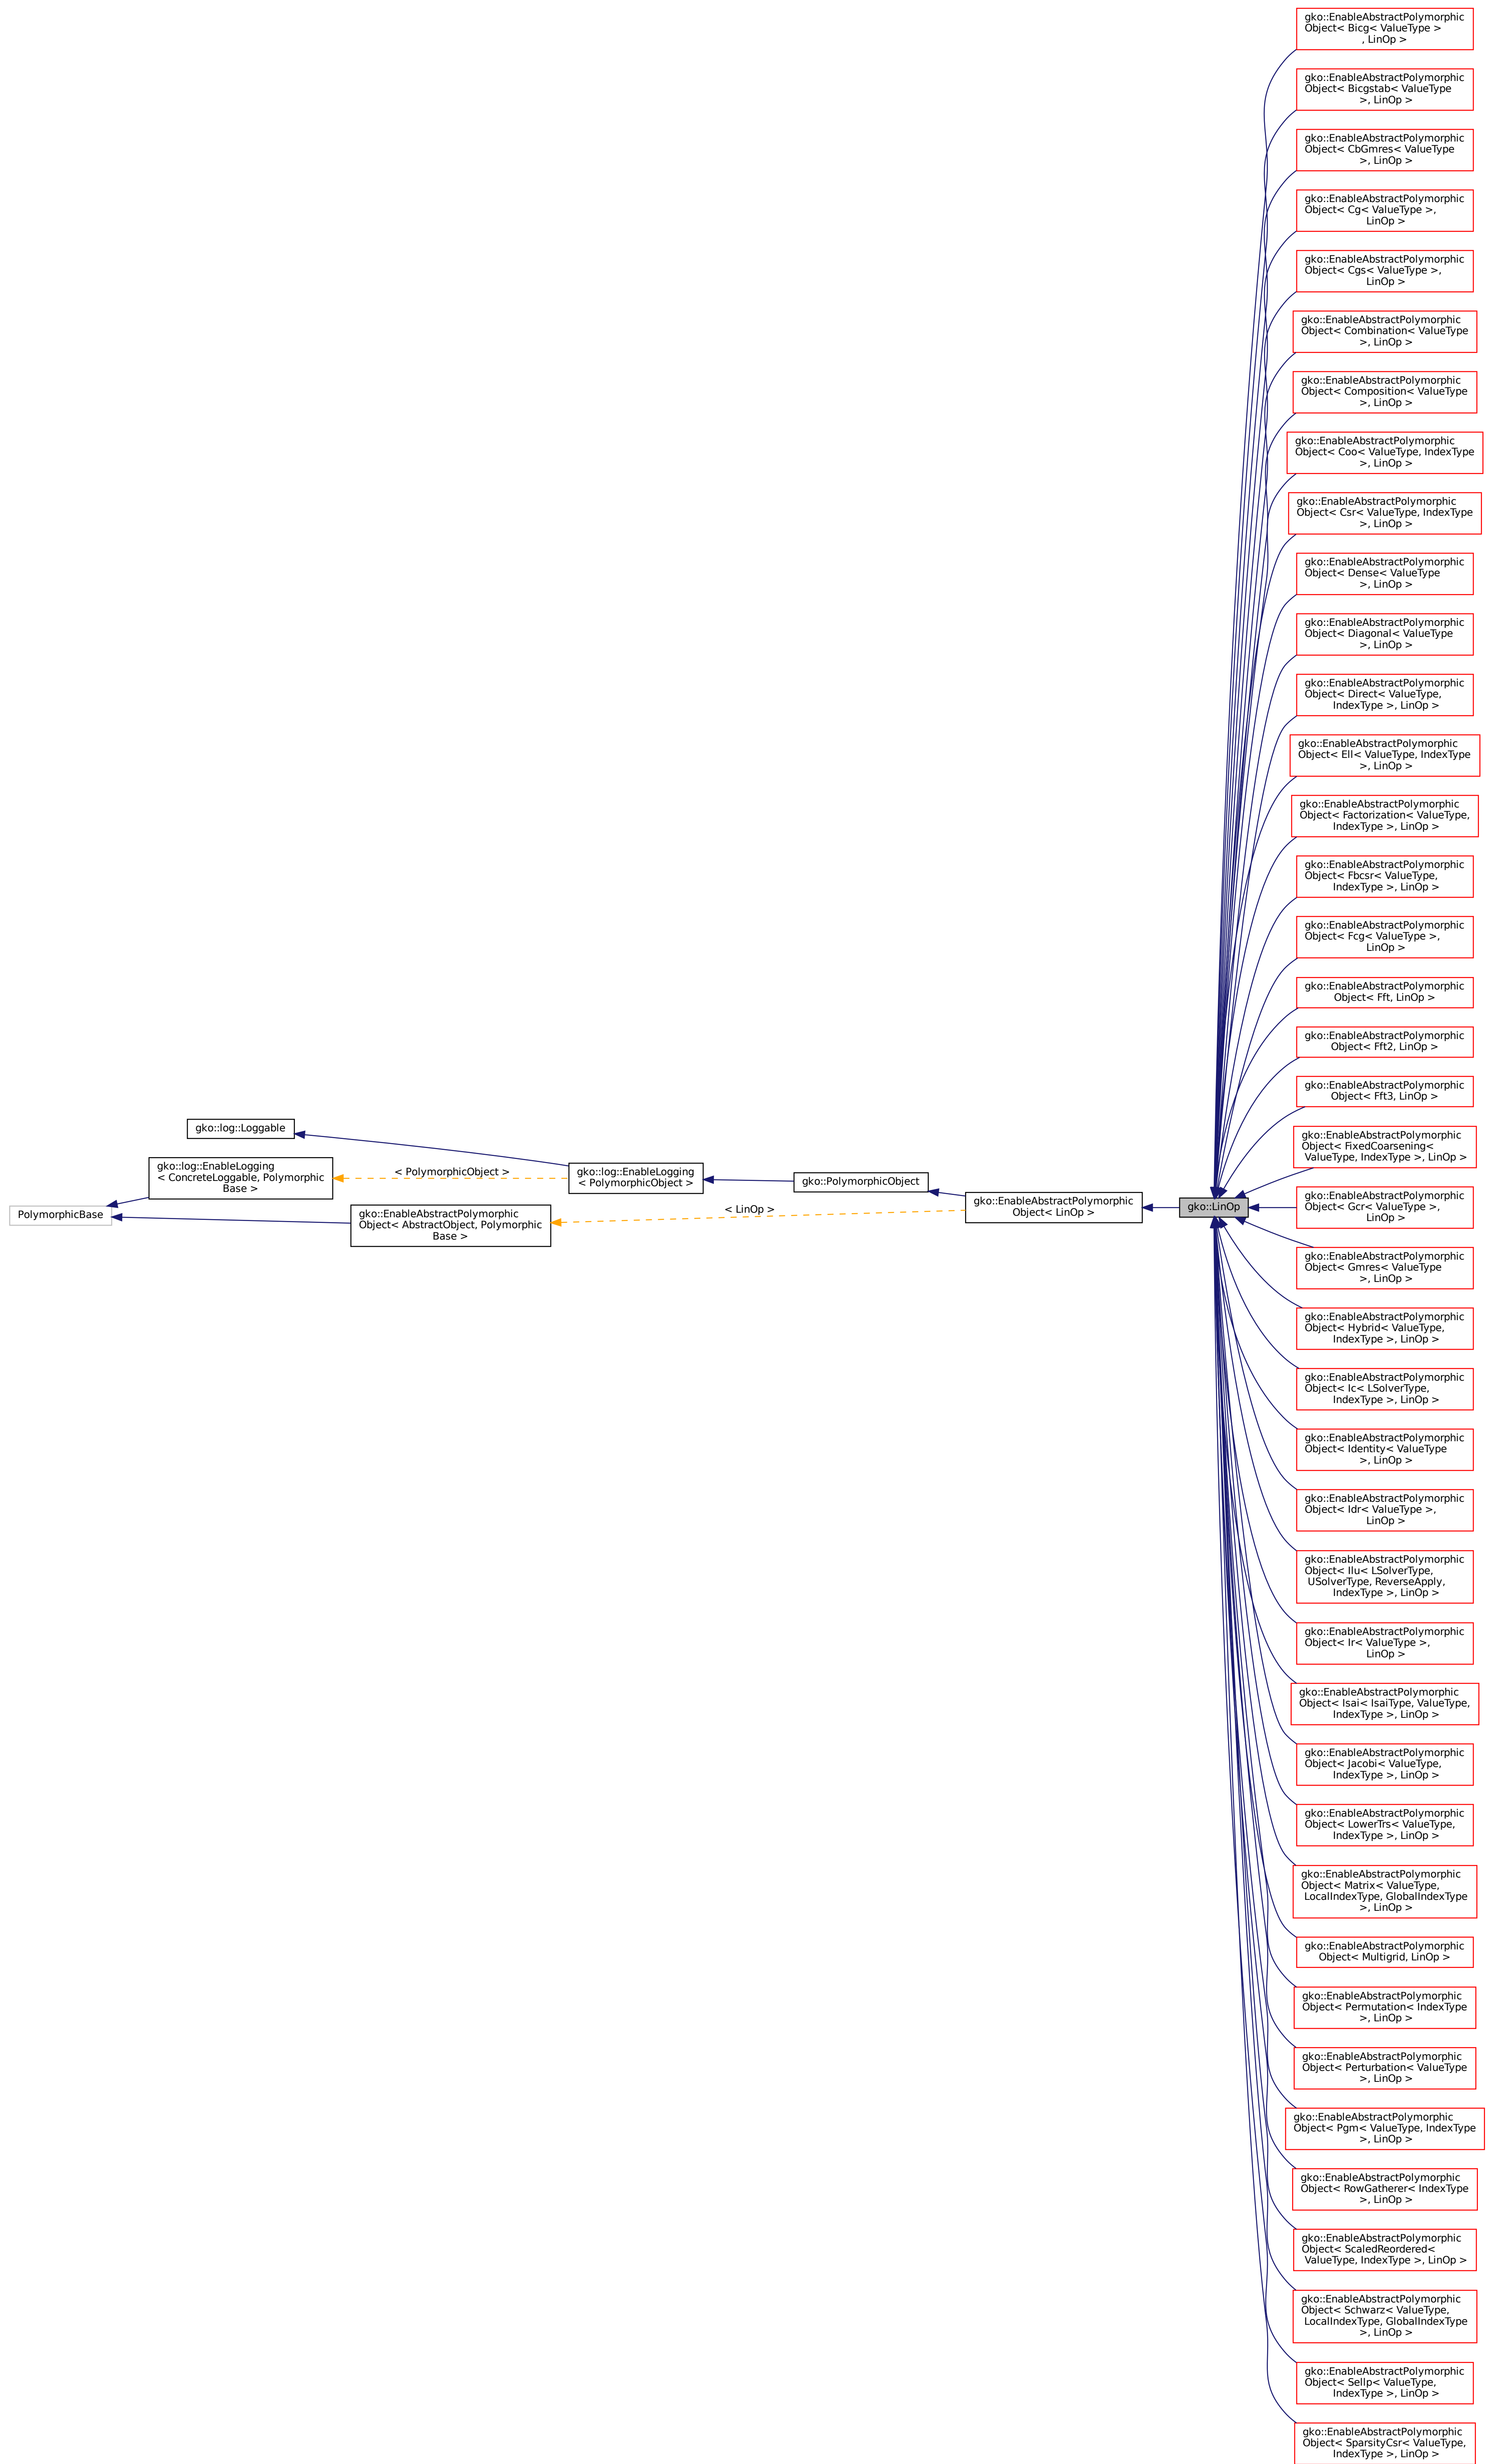 gko::EnableAbstractPolymorphic
Object< Bicg< ValueType >
, LinOp >
gko::EnableAbstractPolymorphic
Object< Bicgstab< ValueType
>, LinOp >
gko::EnableAbstractPolymorphic
Object< CbGmres< ValueType
>, LinOp >
gko::EnableAbstractPolymorphic
Object< Cg< ValueType >,
LinOp >
gko::EnableAbstractPolymorphic
Object< Cgs< ValueType >,
LinOp >
gko::EnableAbstractPolymorphic
Object< Combination< ValueType
>, LinOp >
gko::EnableAbstractPolymorphic
Object< Composition< ValueType
>, LinOp >
gko::EnableAbstractPolymorphic
Object< Coo< ValueType, IndexType
>, LinOp >
gko::EnableAbstractPolymorphic
Object< Csr< ValueType, IndexType
>, LinOp >
gko::EnableAbstractPolymorphic
Object< Dense< ValueType
>, LinOp >
gko::EnableAbstractPolymorphic
Object< Diagonal< ValueType
>, LinOp >
gko::EnableAbstractPolymorphic
Object< Direct< ValueType,
IndexType >, LinOp >
gko::EnableAbstractPolymorphic
Object< Ell< ValueType, IndexType
>, LinOp >
gko::EnableAbstractPolymorphic
Object< Factorization< ValueType,
IndexType >, LinOp >
gko::EnableAbstractPolymorphic
Object< Fbcsr< ValueType,
IndexType >, LinOp >
gko::EnableAbstractPolymorphic
Object< Fcg< ValueType >,
LinOp >
gko::EnableAbstractPolymorphic
Object< Fft, LinOp >
gko::EnableAbstractPolymorphic
Object< Fft2, LinOp >
gko::EnableAbstractPolymorphic
Object< Fft3, LinOp >
gko::log::Loggable
gko::log::EnableLogging
< ConcreteLoggable, Polymorphic
Base >
< PolymorphicObject >
gko::log::EnableLogging
< PolymorphicObject >
gko::PolymorphicObject
PolymorphicBase
gko::EnableAbstractPolymorphic
Object< AbstractObject, Polymorphic
Base >
< LinOp >
gko::EnableAbstractPolymorphic
Object< LinOp >
gko::LinOp
gko::EnableAbstractPolymorphic
Object< FixedCoarsening<
ValueType, IndexType >, LinOp >
gko::EnableAbstractPolymorphic
Object< Gcr< ValueType >,
LinOp >
gko::EnableAbstractPolymorphic
Object< Gmres< ValueType
>, LinOp >
gko::EnableAbstractPolymorphic
Object< Hybrid< ValueType,
IndexType >, LinOp >
gko::EnableAbstractPolymorphic
Object< Ic< LSolverType,
IndexType >, LinOp >
gko::EnableAbstractPolymorphic
Object< Identity< ValueType
>, LinOp >
gko::EnableAbstractPolymorphic
Object< Idr< ValueType >,
LinOp >
gko::EnableAbstractPolymorphic
Object< Ilu< LSolverType,
USolverType, ReverseApply,
IndexType >, LinOp >
gko::EnableAbstractPolymorphic
Object< Ir< ValueType >,
LinOp >
gko::EnableAbstractPolymorphic
Object< Isai< IsaiType, ValueType,
IndexType >, LinOp >
gko::EnableAbstractPolymorphic
Object< Jacobi< ValueType,
IndexType >, LinOp >
gko::EnableAbstractPolymorphic
Object< LowerTrs< ValueType,
IndexType >, LinOp >
gko::EnableAbstractPolymorphic
Object< Matrix< ValueType,
LocalIndexType, GlobalIndexType
>, LinOp >
gko::EnableAbstractPolymorphic
Object< Multigrid, LinOp >
gko::EnableAbstractPolymorphic
Object< Permutation< IndexType
>, LinOp >
gko::EnableAbstractPolymorphic
Object< Perturbation< ValueType
>, LinOp >
gko::EnableAbstractPolymorphic
Object< Pgm< ValueType, IndexType
>, LinOp >
gko::EnableAbstractPolymorphic
Object< RowGatherer< IndexType
>, LinOp >
gko::EnableAbstractPolymorphic
Object< ScaledReordered<
ValueType, IndexType >, LinOp >
gko::EnableAbstractPolymorphic
Object< Schwarz< ValueType,
LocalIndexType, GlobalIndexType
>, LinOp >
gko::EnableAbstractPolymorphic
Object< Sellp< ValueType,
IndexType >, LinOp >
gko::EnableAbstractPolymorphic
Object< SparsityCsr< ValueType,
IndexType >, LinOp >